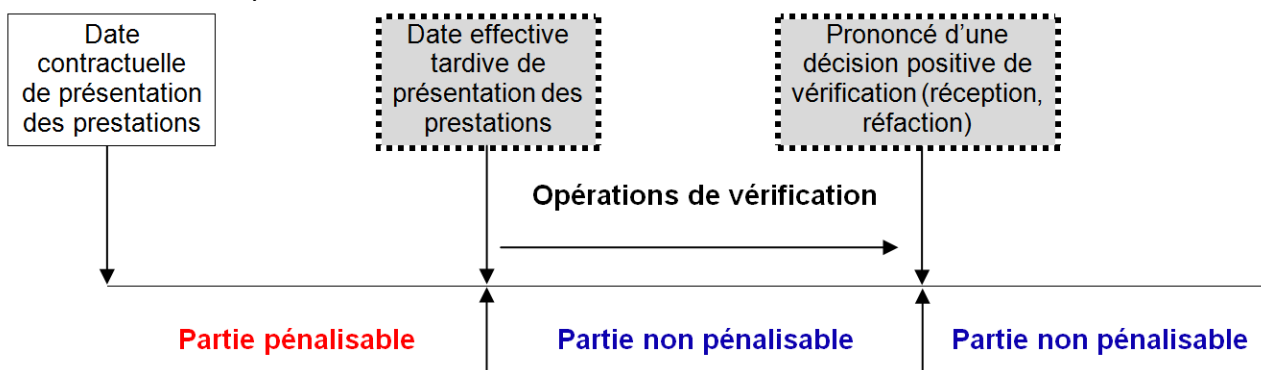 Date
contractuelle
de présentation
des prestations
Date effective
tardive de
présentation des
prestations
Prononcé d'une
décision positive de
vérification (réception,
réfaction)
Opérations de vérification
Partie pénalisable
Partie non pénalisable
Partie non pénalisable